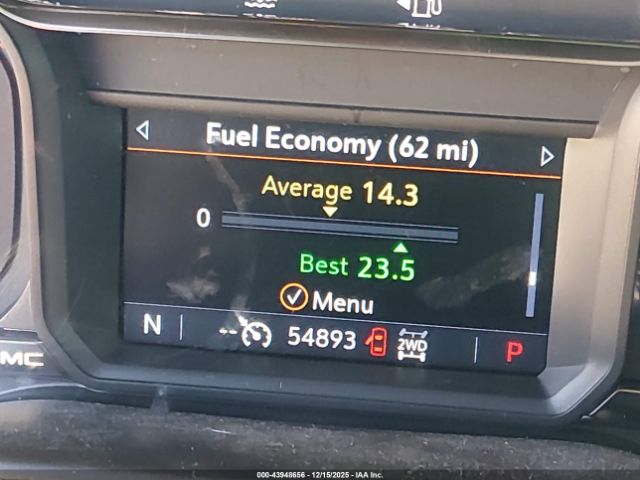 Fuel Economy (62 mi)
Average 14.3
0
Best 23.5
Menu
N -- 54893 2WD P
MC
000-43948656 - 12/15/2025 - IAA Inc.